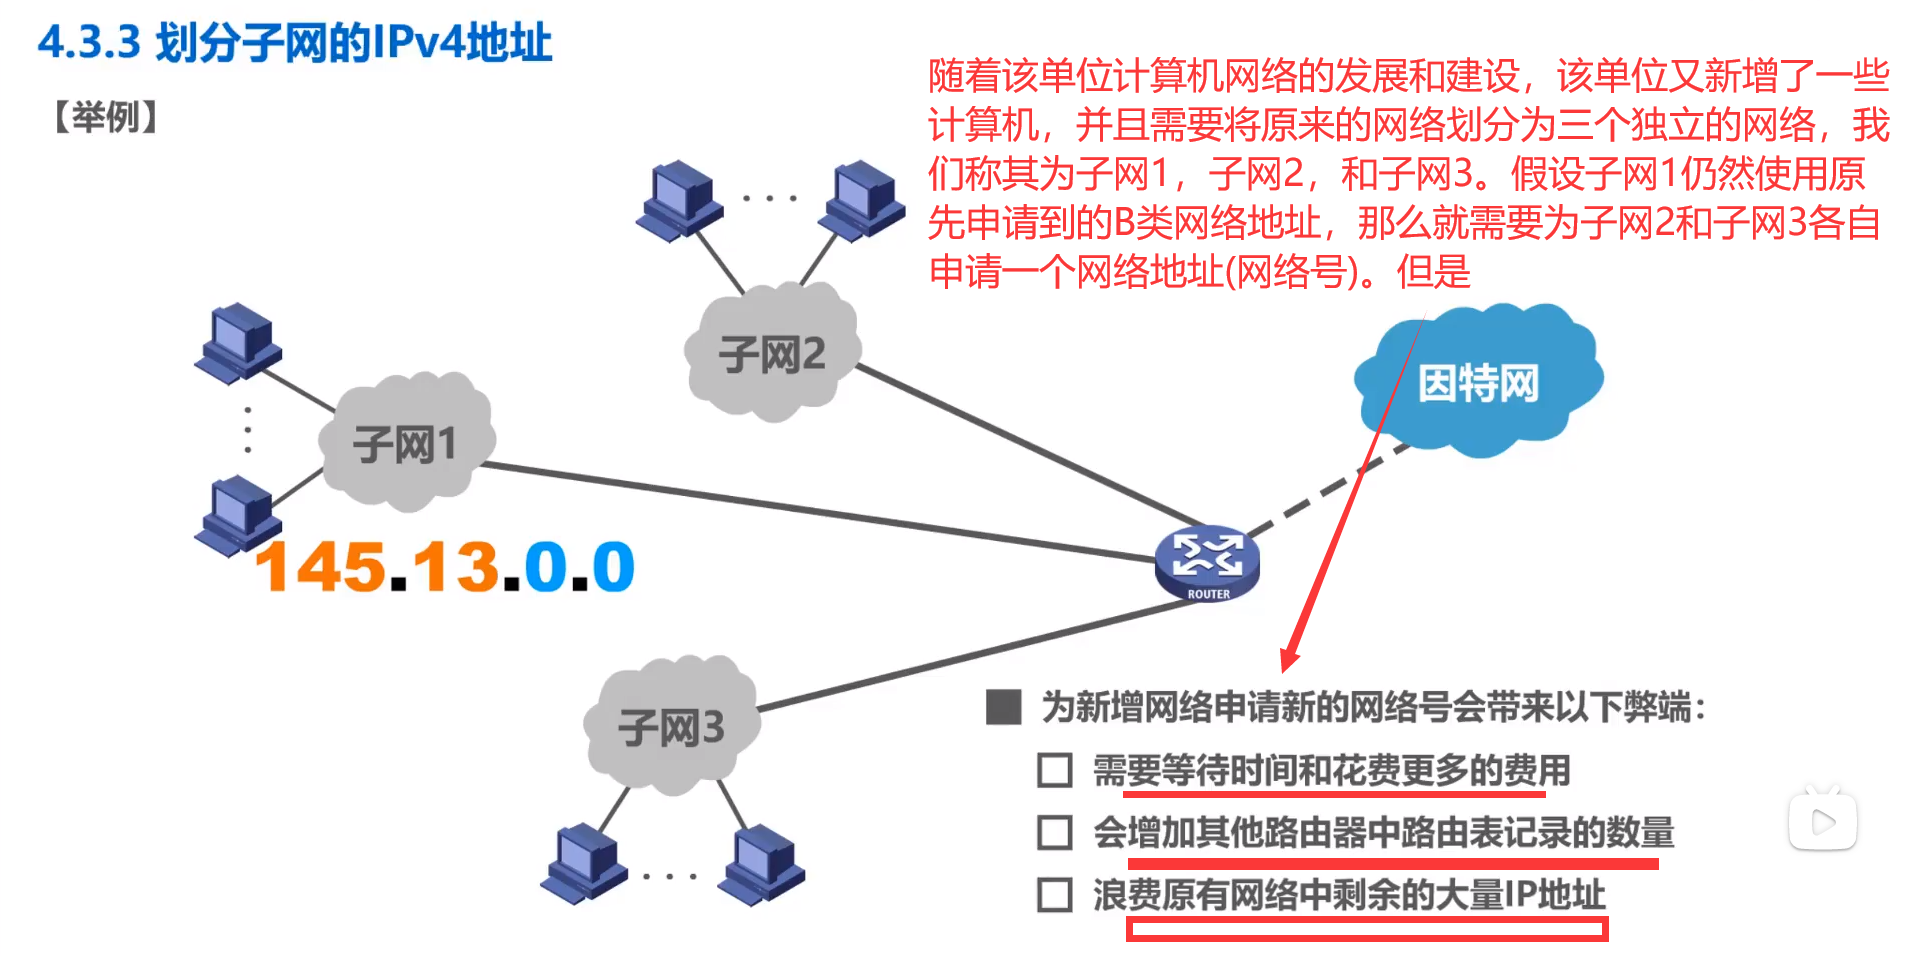 4.3.3 划分子网的IPv4地址
【举例】
随着该单位计算机网络的发展和建设，该单位又新增了一些
计算机，并且需要将原来的网络划分为三个独立的网络，我
们称其为子网1，子网2，和子网3。假设子网1仍然使用原
先申请到的B类网络地址，那么就需要为子网2和子网3各自
申请一个网络地址(网络号)。但是
子网2
因特网
子网1
145.13.0.0
ROUTER
子网3
为新增网络申请新的网络号会带来以下弊端：
需要等待时间和花费更多的费用
会增加其他路由器中路由表记录的数量
浪费原有网络中剩余的大量IP地址